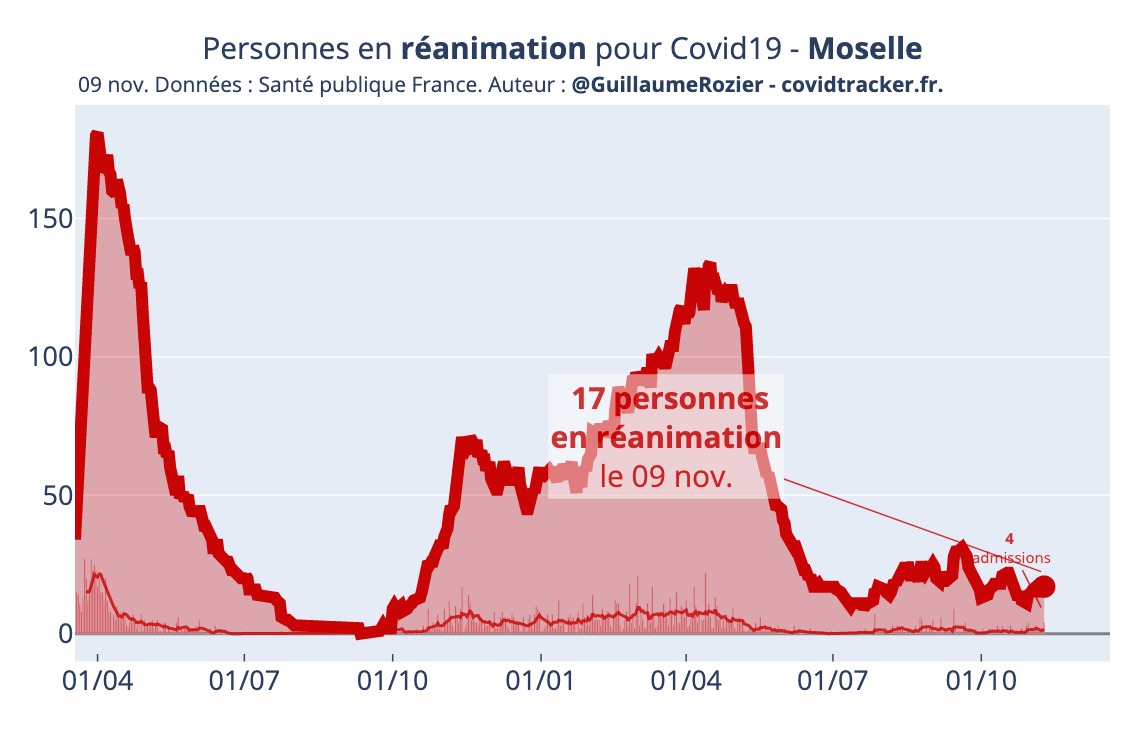 Personnes en réanimation pour Covid19 - Moselle
09 nov. Données : Santé publique France. Auteur : @GuillaumeRozier - covidtracker.fr.
150
100
50
0
17 personnes
en réanimation
le 09 nov.
4
admissions
01/04
01/07
01/10
01/01
01/04
01/07
01/10